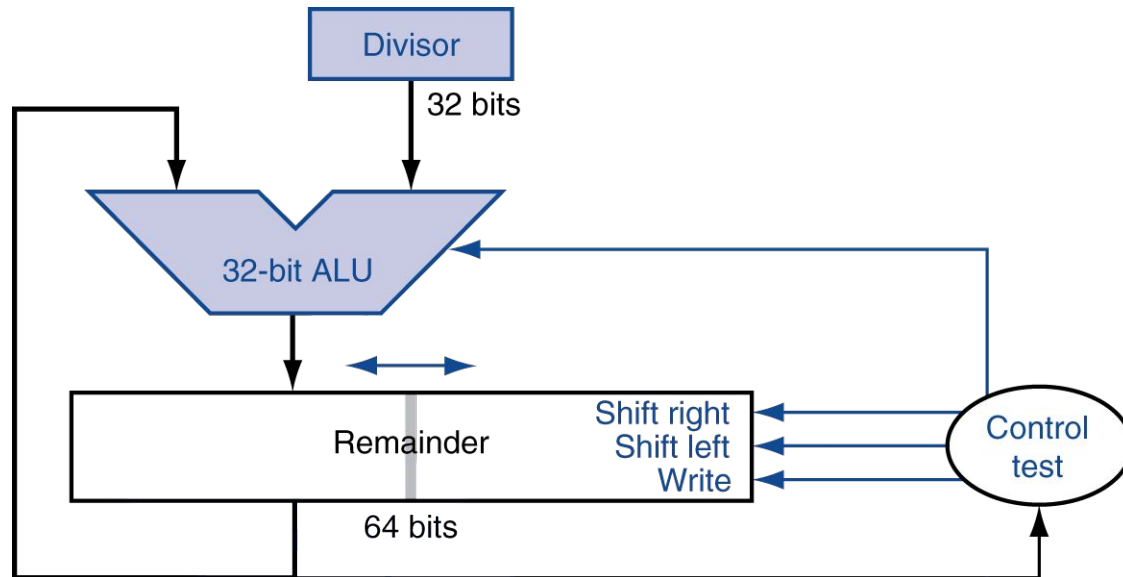 Divisor
32 bits
32-bit ALU
Remainder
Shift right
Shift left
Write
64 bits
Control
test